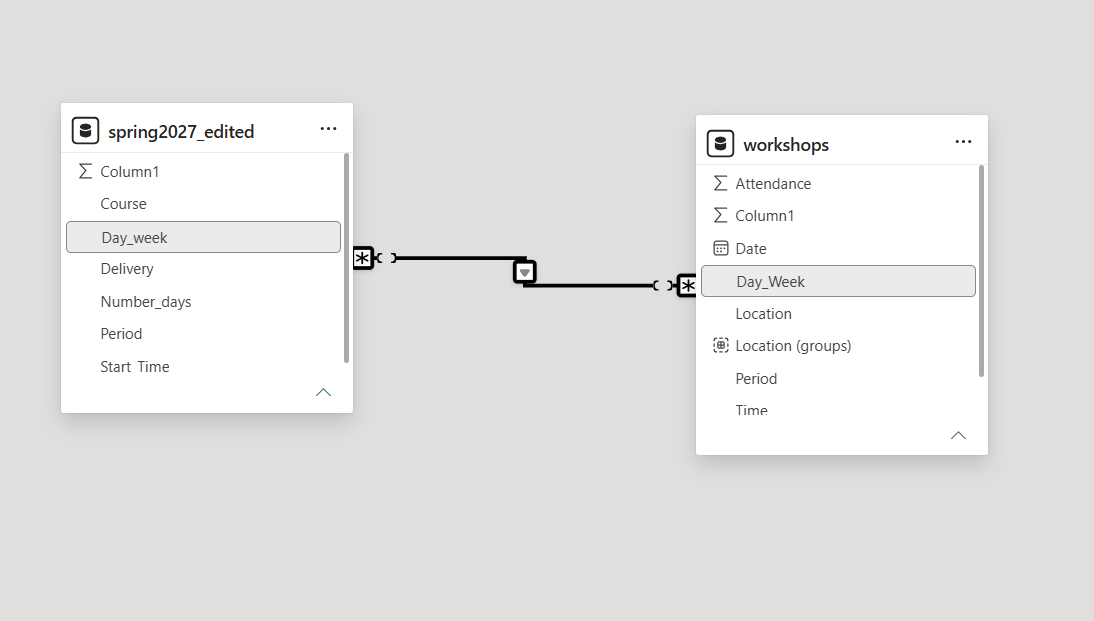 spring2027_edited
Column1
Course
Day_week
Delivery
Number_days
Period
Start_Time
workshops
Attendance
Column1
Date
Day_Week
Location
Location (groups)
Period
Time